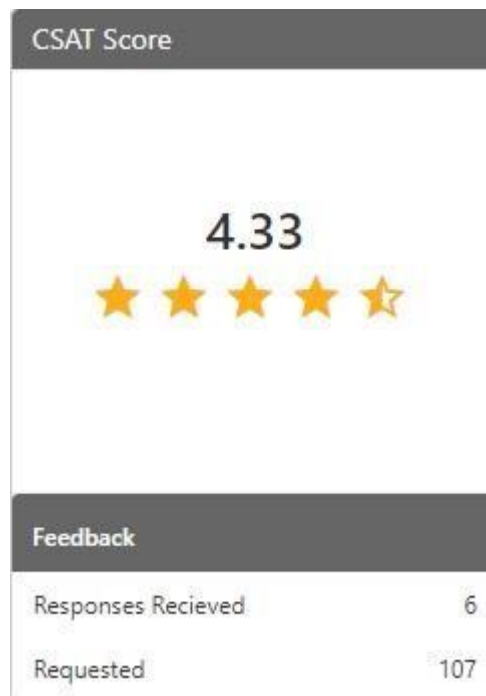 CSAT Score
4.33
Feedback
Responses Recieved 6
Requested 107